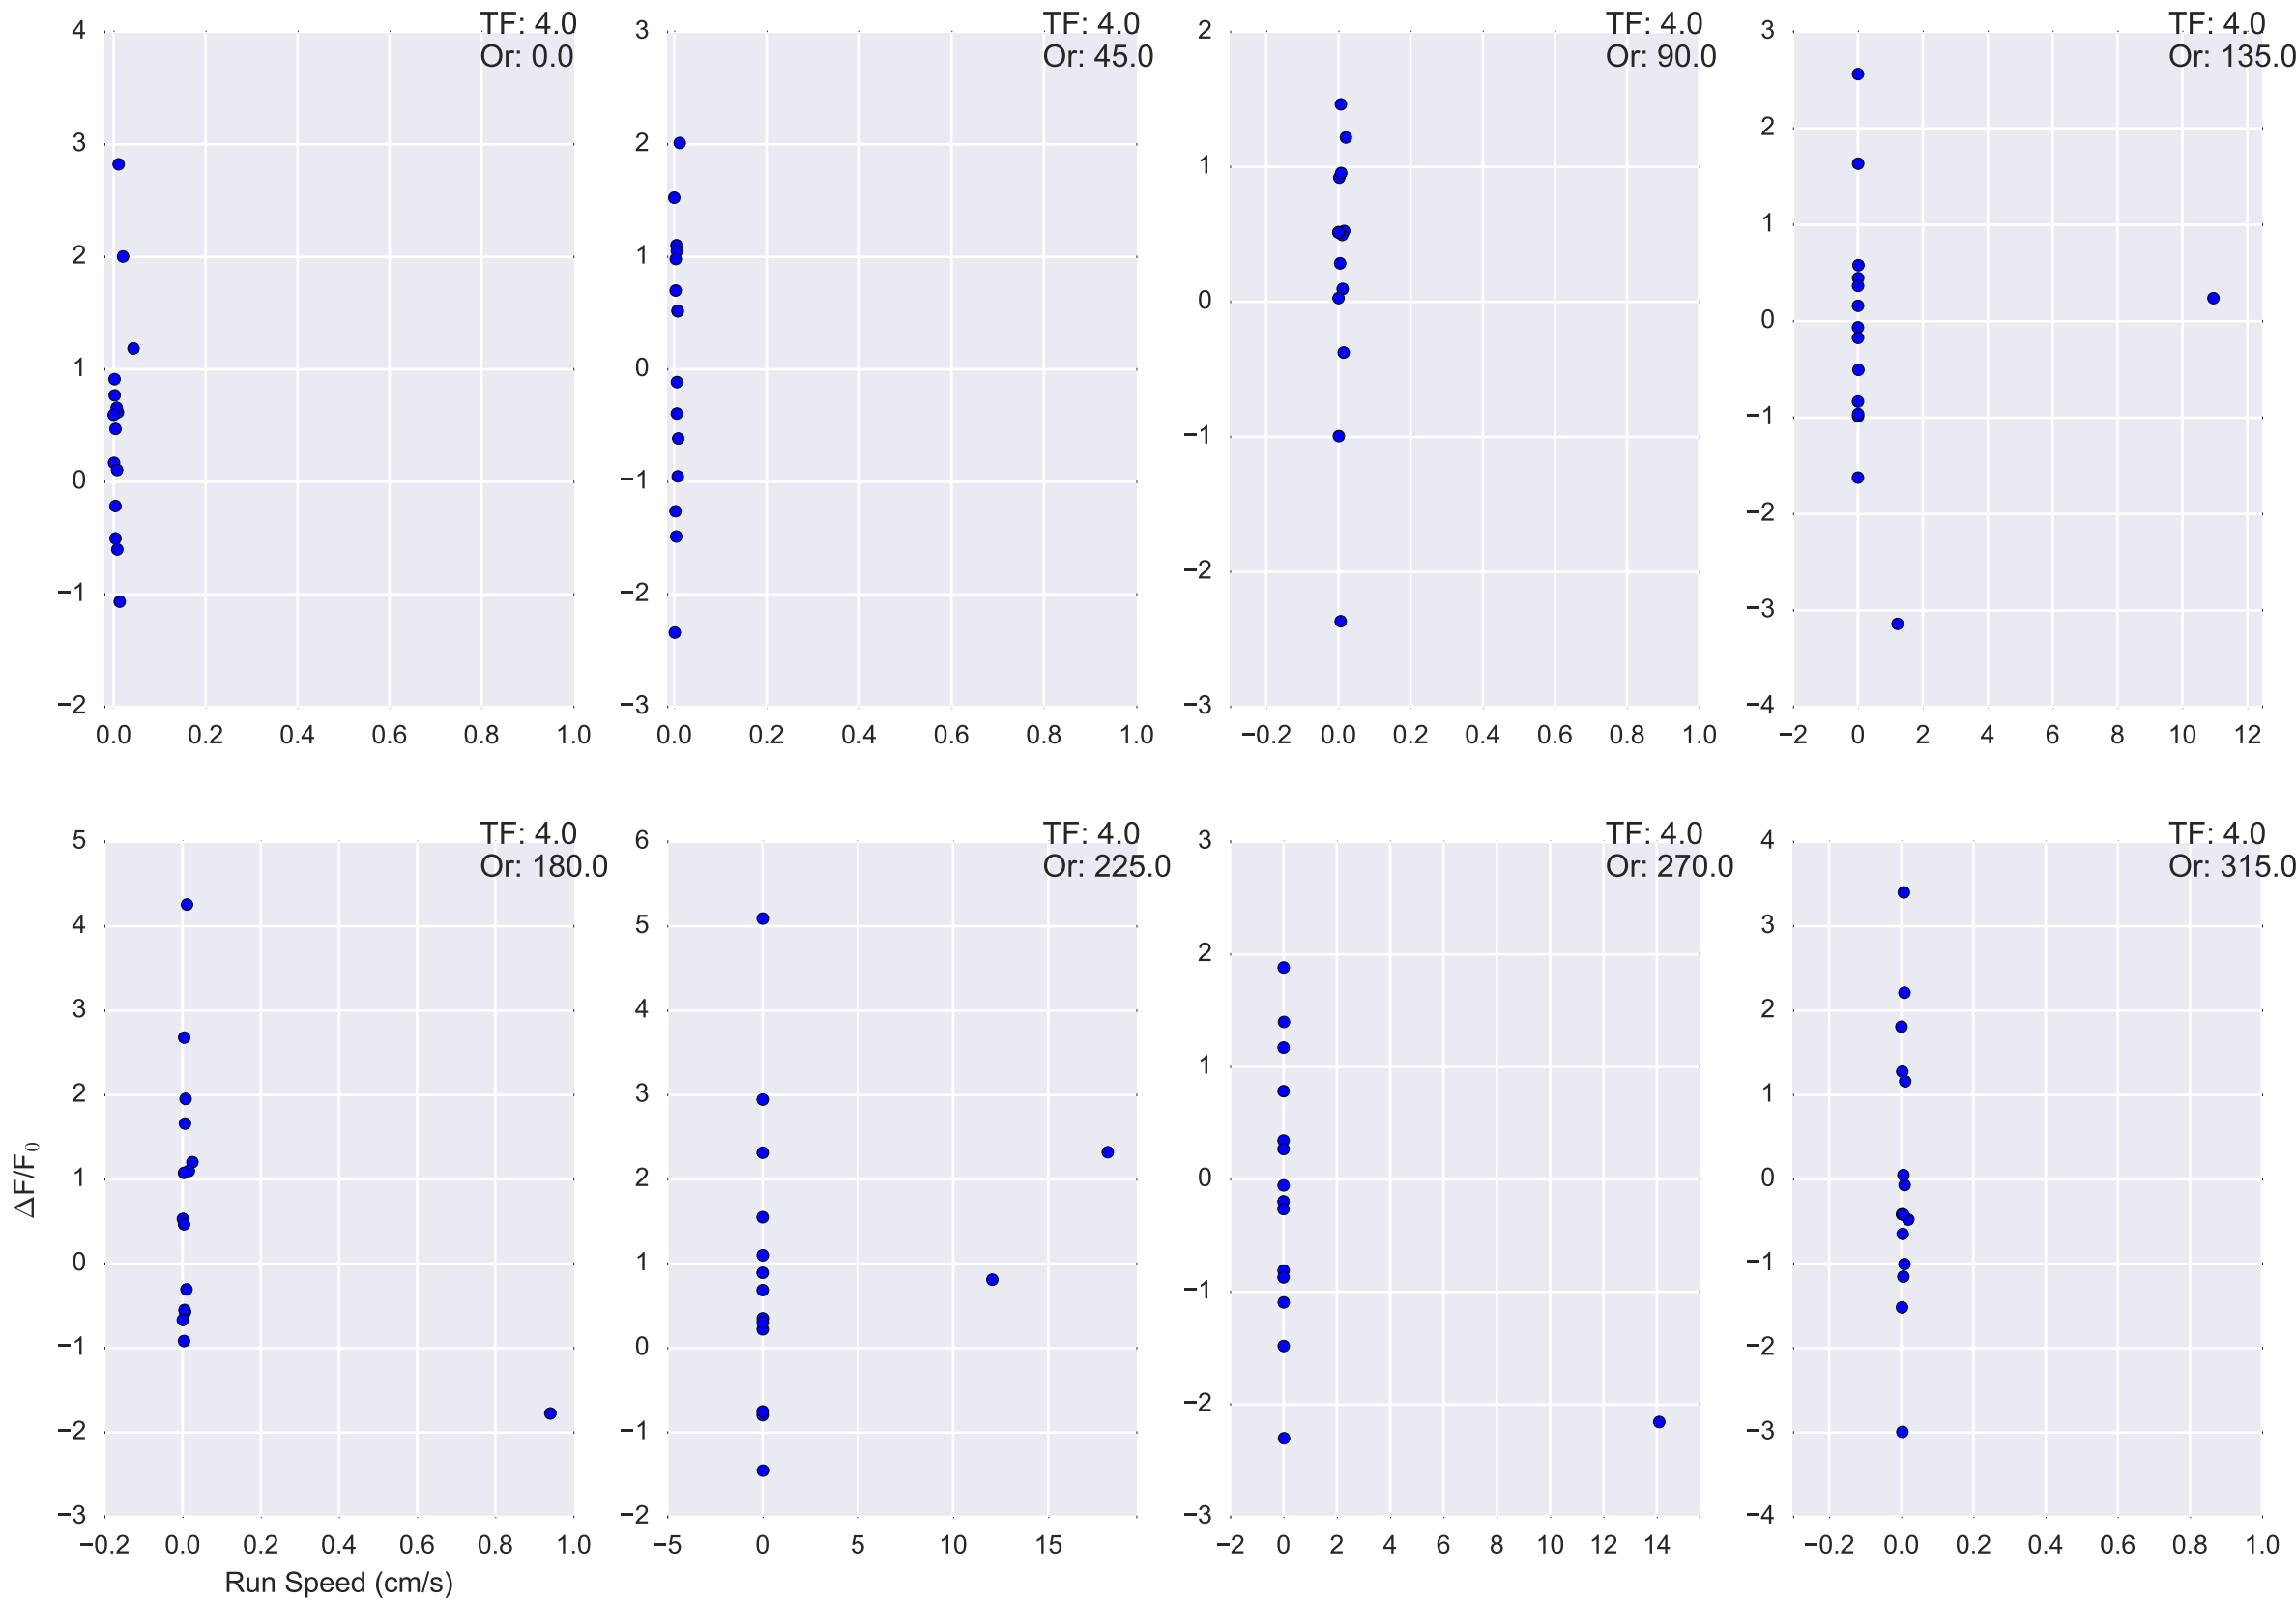 TF: 4.0
Or: 0.0
4
3
2
1
0
−1
−2
0.0 0.2 0.4 0.6 0.8 1.0
TF: 4.0
Or: 45.0
3
2
1
0
−1
−2
−3
0.0 0.2 0.4 0.6 0.8 1.0
TF: 4.0
Or: 90.0
2
1
0
−1
−2
−3
−0.2 0.0 0.2 0.4 0.6 0.8 1.0
TF: 4.0
Or: 135.0
3
2
1
0
−1
−2
−3
−4
−2 0 2 4 6 8 10 12
TF: 4.0
Or: 180.0
5
4
3
2
1
0
−1
−2
−3
ΔF/F₀
−0.2 0.0 0.2 0.4 0.6 0.8 1.0
Run Speed (cm/s)
TF: 4.0
Or: 225.0
6
5
4
3
2
1
0
−1
−2
−5 0 5 10 15
TF: 4.0
Or: 270.0
3
2
1
0
−1
−2
−3
−2 0 2 4 6 8 10 12 14
TF: 4.0
Or: 315.0
4
3
2
1
0
−1
−2
−3
−4
−0.2 0.0 0.2 0.4 0.6 0.8 1.0